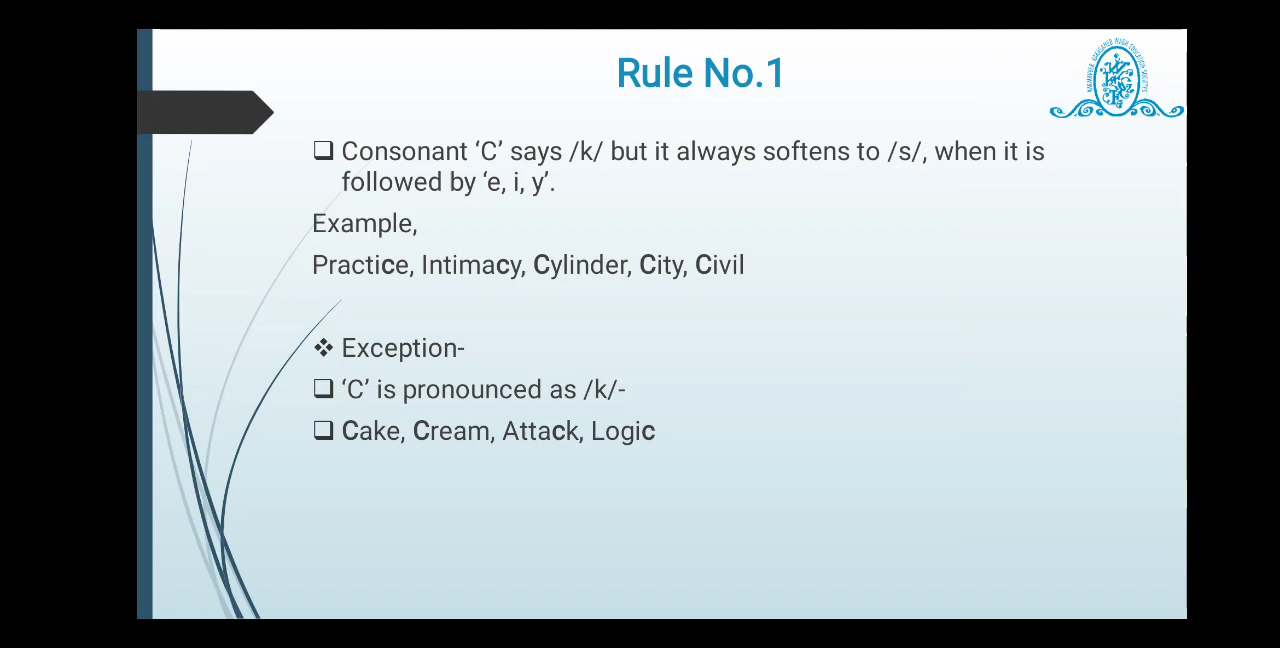 Rule No.1
Consonant ‘C’ says /k/ but it always softens to /s/, when it is
followed by ‘e, i, y’.
Example,
Practice, Intimacy, Cylinder, City, Civil
Exception-
‘C’ is pronounced as /k/-
Cake, Cream, Attack, Logic